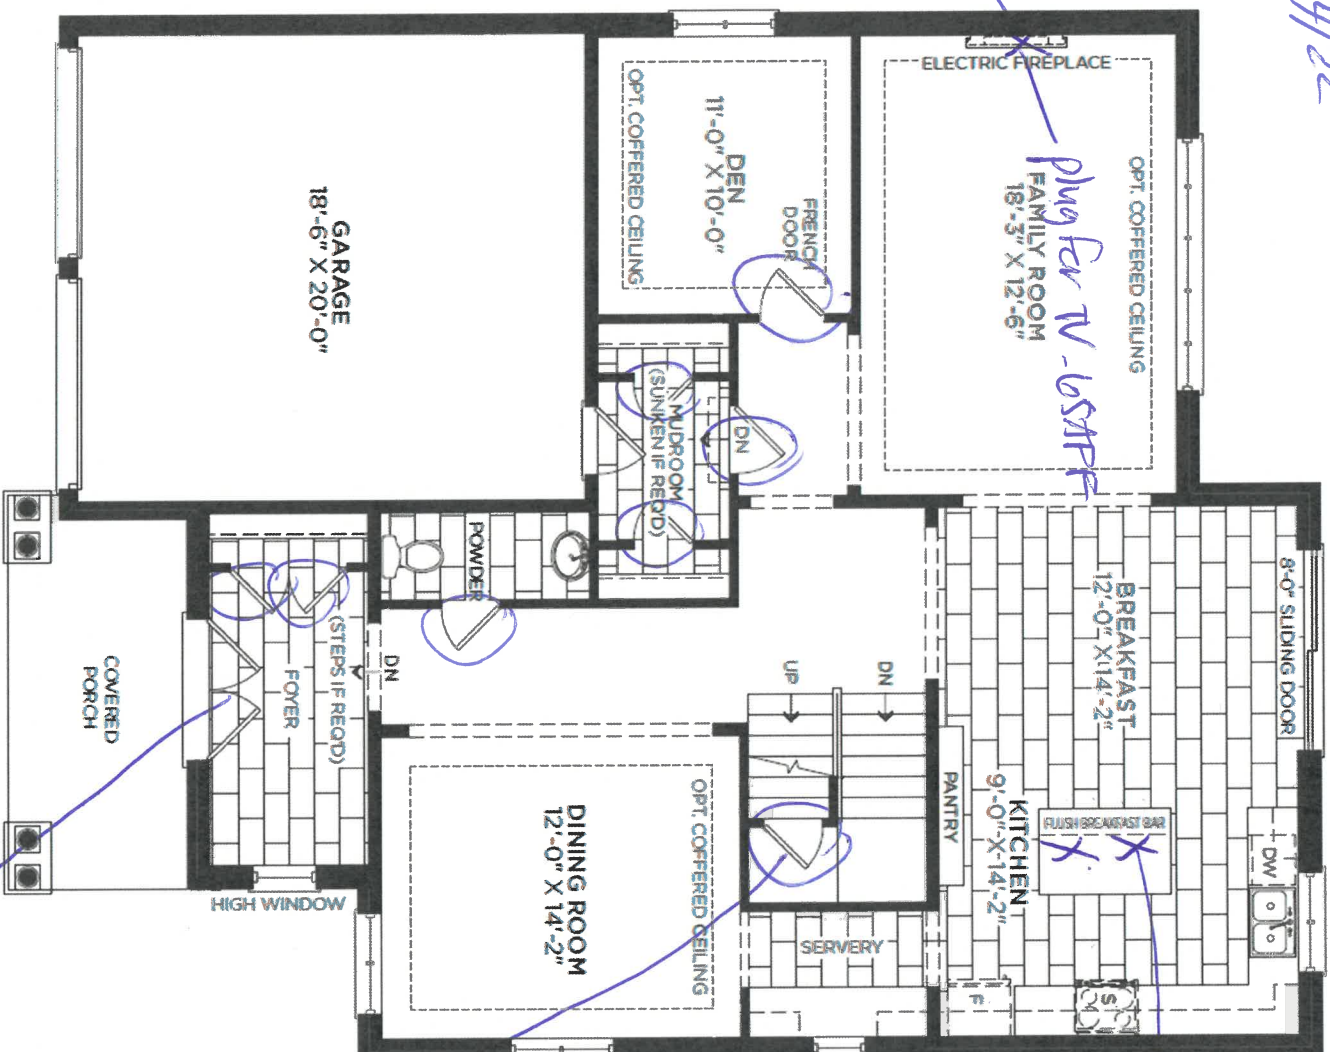 ELECTRIC FIREPLACE
OPT. COFFERED CEILING
FAMILY ROOM
18'-3" X 12'-6"
plug for TV - 65"AFF
DEN
11'-0" X 10'-0"
OPT. COFFERED CEILING
FRENCH
DOOR
GARAGE
18'-6" X 20'-0"
MUDROOM
(SUNKEN IF REQ'D)
DN
POWDER
8'-0" SLIDING DOOR
BREAKFAST
12'-0" X 14'-2"
KITCHEN
9'-0" X 14'-2"
FLUSH BREAKFAST BAR
PANTRY
DW
S
F
UP
DN
SERVERY
OPT. COFFERED CEILING
DINING ROOM
12'-0" X 14'-2"
DN
(STEPS IF REQ'D)
FOYER
HIGH WINDOW
COVERED
PORCH